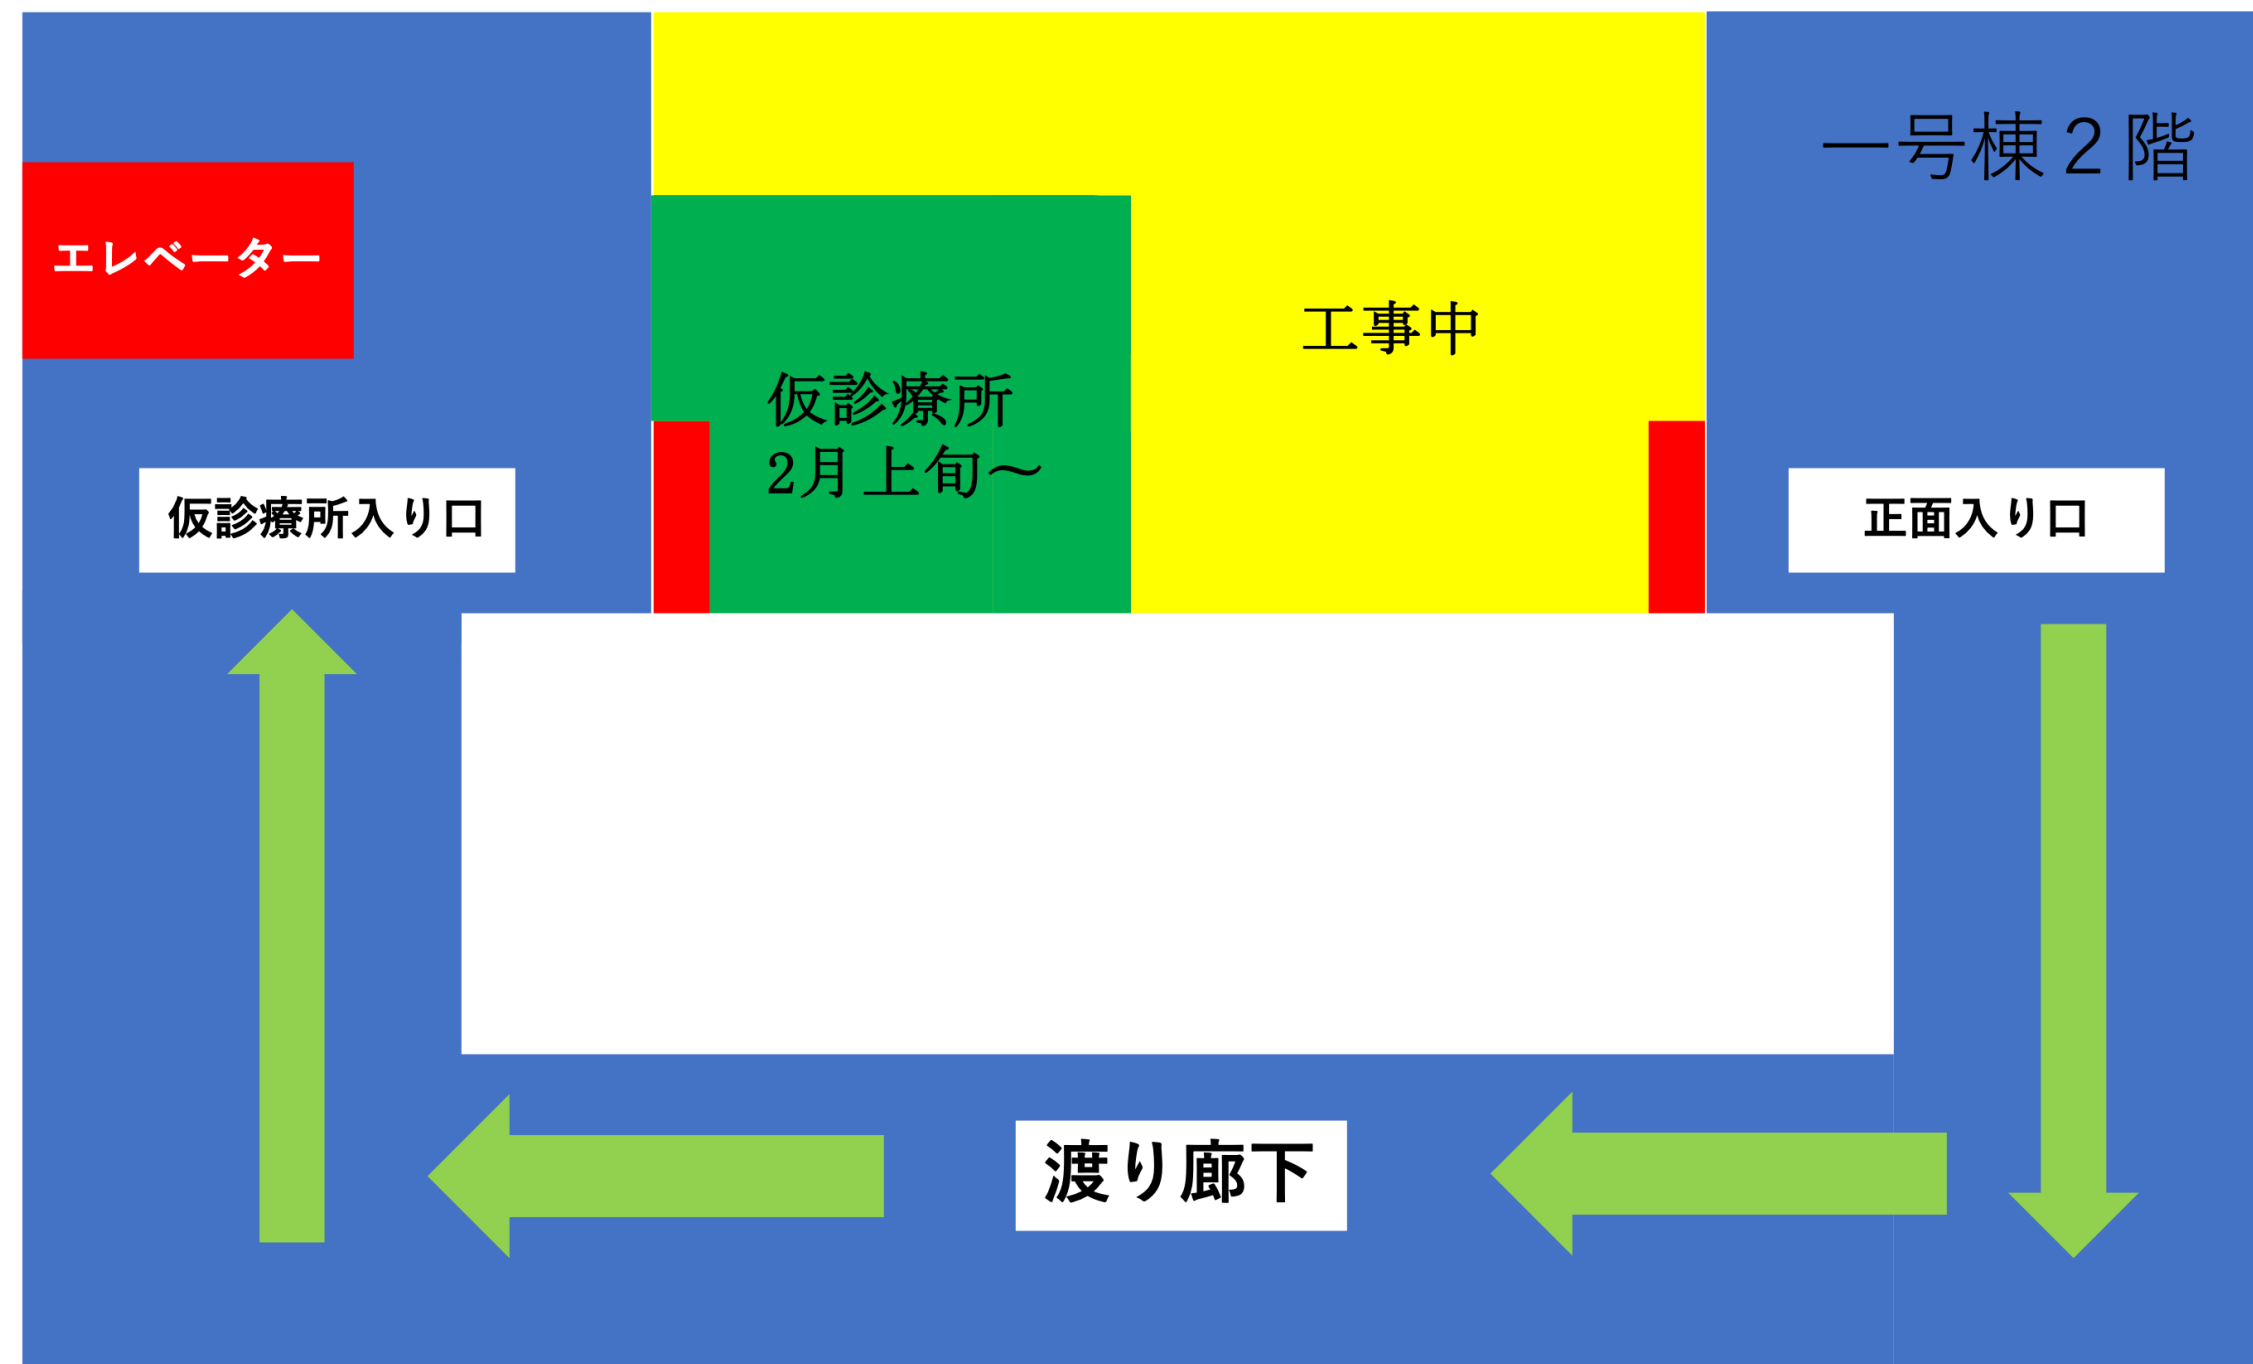 一号棟２階
エレベーター
工事中
仮診療所
2月上旬～
仮診療所入り口
正面入り口
渡り廊下